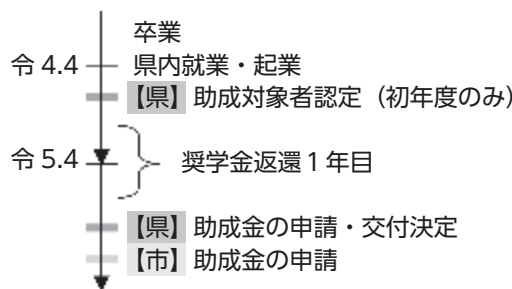 卒業
令 4.4 県内就業・起業
【県】助成対象者認定（初年度のみ）
令 5.4 奨学金返還 1 年目
【県】助成金の申請・交付決定
【市】助成金の申請